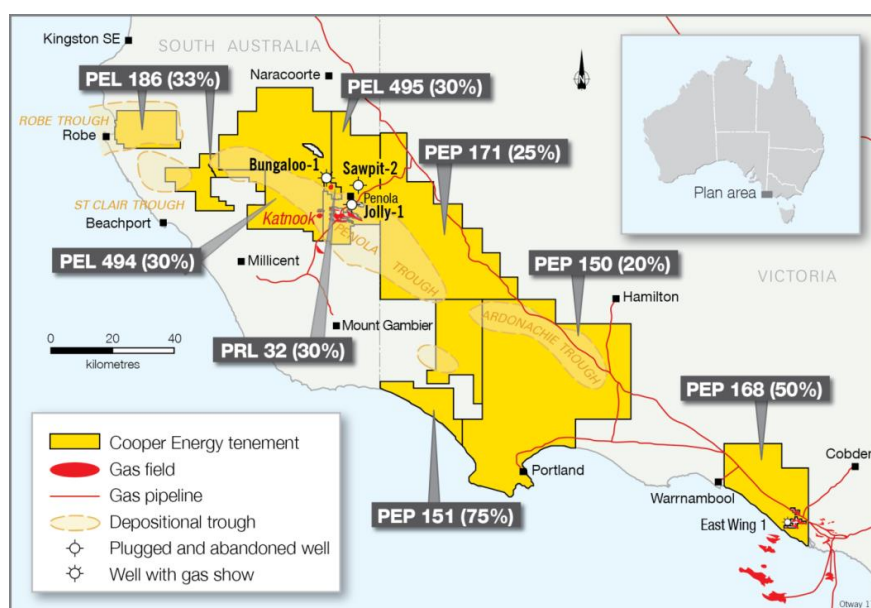 Kingston SE
SOUTH AUSTRALIA
Naracoorte
PEL 186 (33%)
PEL 495 (30%)
N
ROBE TROUGH
Robe
Bungaloo-1
Sawpit-2
PEP 171 (25%)
Penola
Jolly-1
ST CLAIR TROUGH
Beachport
Katnook
PENOLA TROUGH
Plan area
PEL 494 (30%)
Millicent
PEP 150 (20%)
VICTORIA
Hamilton
Mount Gambier
ARDONACHIE TROUGH
0 20 40
kilometres
PRL 32 (30%)
PEP 168 (50%)
Cooper Energy tenement
Gas field
Gas pipeline
Depositional trough
Plugged and abandoned well
Well with gas show
Portland
Cobden
Warrnambool
PEP 151 (75%)
East Wing 1
Otway 1